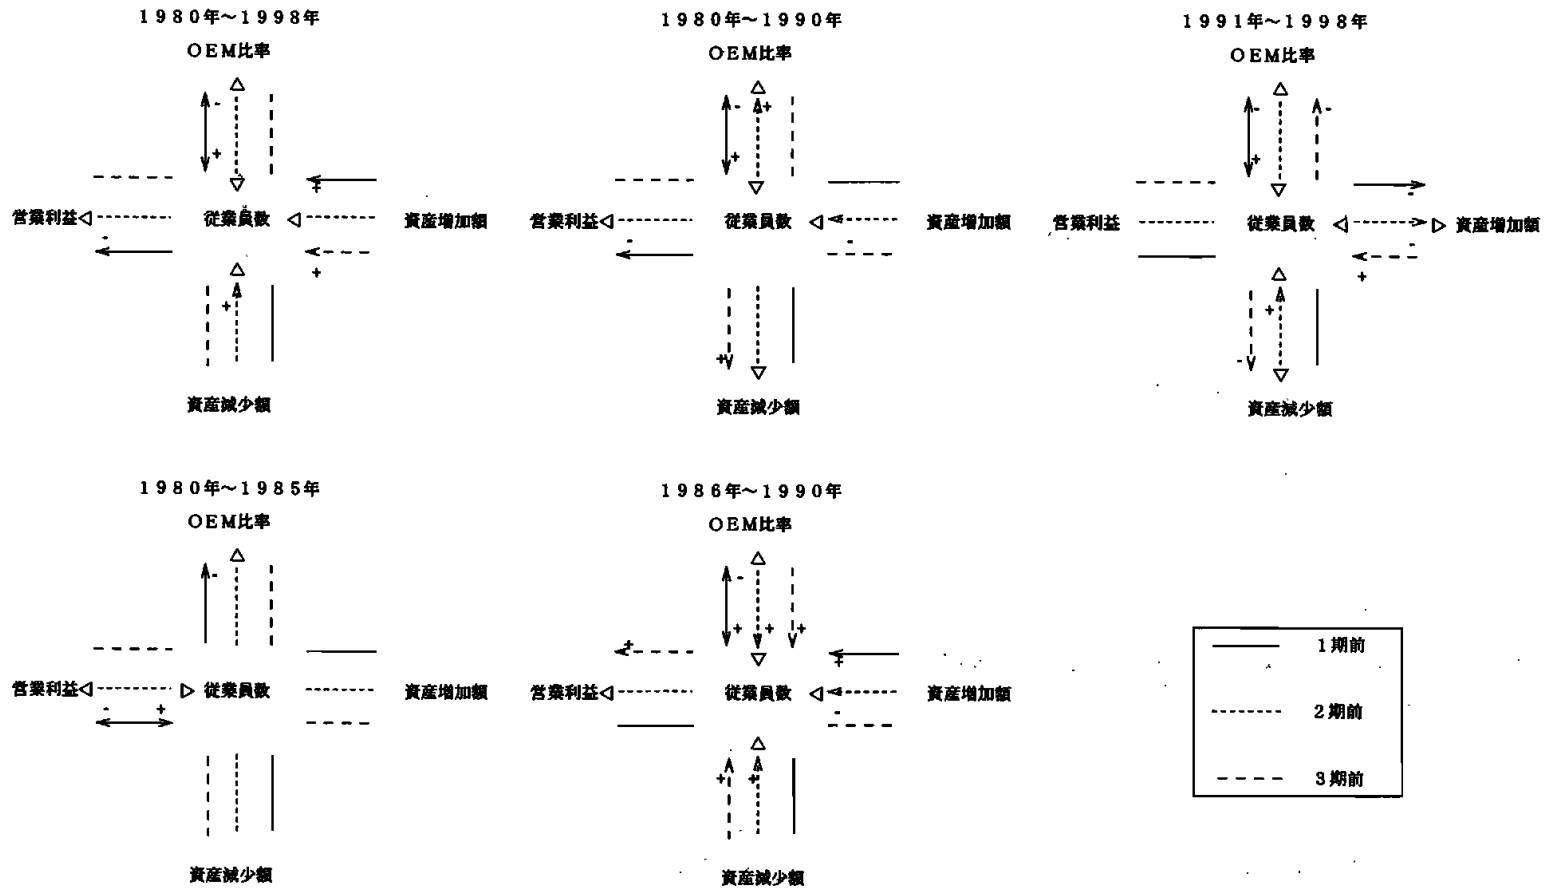 1980年～1998年
OEM比率
営業利益
従業員数
資産増加額
資産減少額
1980年～1990年
OEM比率
営業利益
従業員数
資産増加額
資産減少額
1991年～1998年
OEM比率
営業利益
従業員数
資産増加額
資産減少額
1980年～1985年
OEM比率
営業利益
従業員数
資産増加額
資産減少額
1986年～1990年
OEM比率
営業利益
従業員数
資産増加額
資産減少額
1期前
2期前
3期前